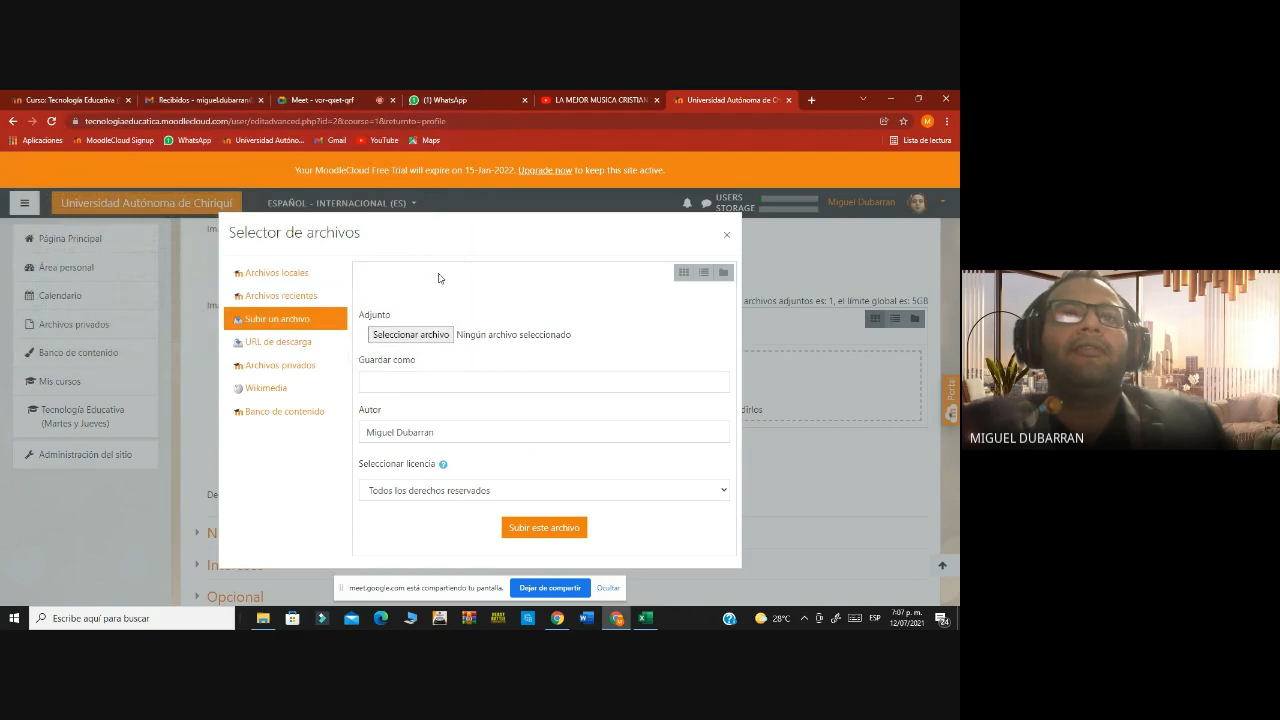 Curso: Tecnología Educativa (
Recibidos - miguel.dubarran@
Meet - vor-qxet-qrf
(1) WhatsApp
LA MEJOR MUSICA CRISTIAN
Universidad Autónoma de Chi
tecnologiaeducatica.moodlecloud.com/user/editadvanced.php?id=2&course=1&returnto=profile
Aplicaciones
MoodleCloud Signup
WhatsApp
Universidad Autóno...
Gmail
YouTube
Maps
Lista de lectura
Your MoodleCloud Free Trial will expire on 15-Jan-2022. Upgrade now to keep this site active.
Universidad Autónoma de Chiriquí
ESPAÑOL - INTERNACIONAL (ES)
USERS
STORAGE
Miguel Dubarran
Página Principal
Área personal
Calendario
Archivos privados
Banco de contenido
Mis cursos
Tecnología Educativa
(Martes y Jueves)
Administración del sitio
Selector de archivos
×
Archivos locales
Archivos recientes
Subir un archivo
URL de descarga
Archivos privados
Wikimedia
Banco de contenido
Adjunto
Seleccionar archivo Ningún archivo seleccionado
Guardar como
Autor
Miguel Dubarran
Seleccionar licencia
Todos los derechos reservados
Subir este archivo
archivos adjuntos es: 1, el límite global es: 5GB
Opcional
meet.google.com está compartiendo tu pantalla.
Dejar de compartir
Ocultar
Escribe aquí para buscar
28°C
ESP
7:07 p. m.
12/07/2021
24
MIGUEL DUBARRAN